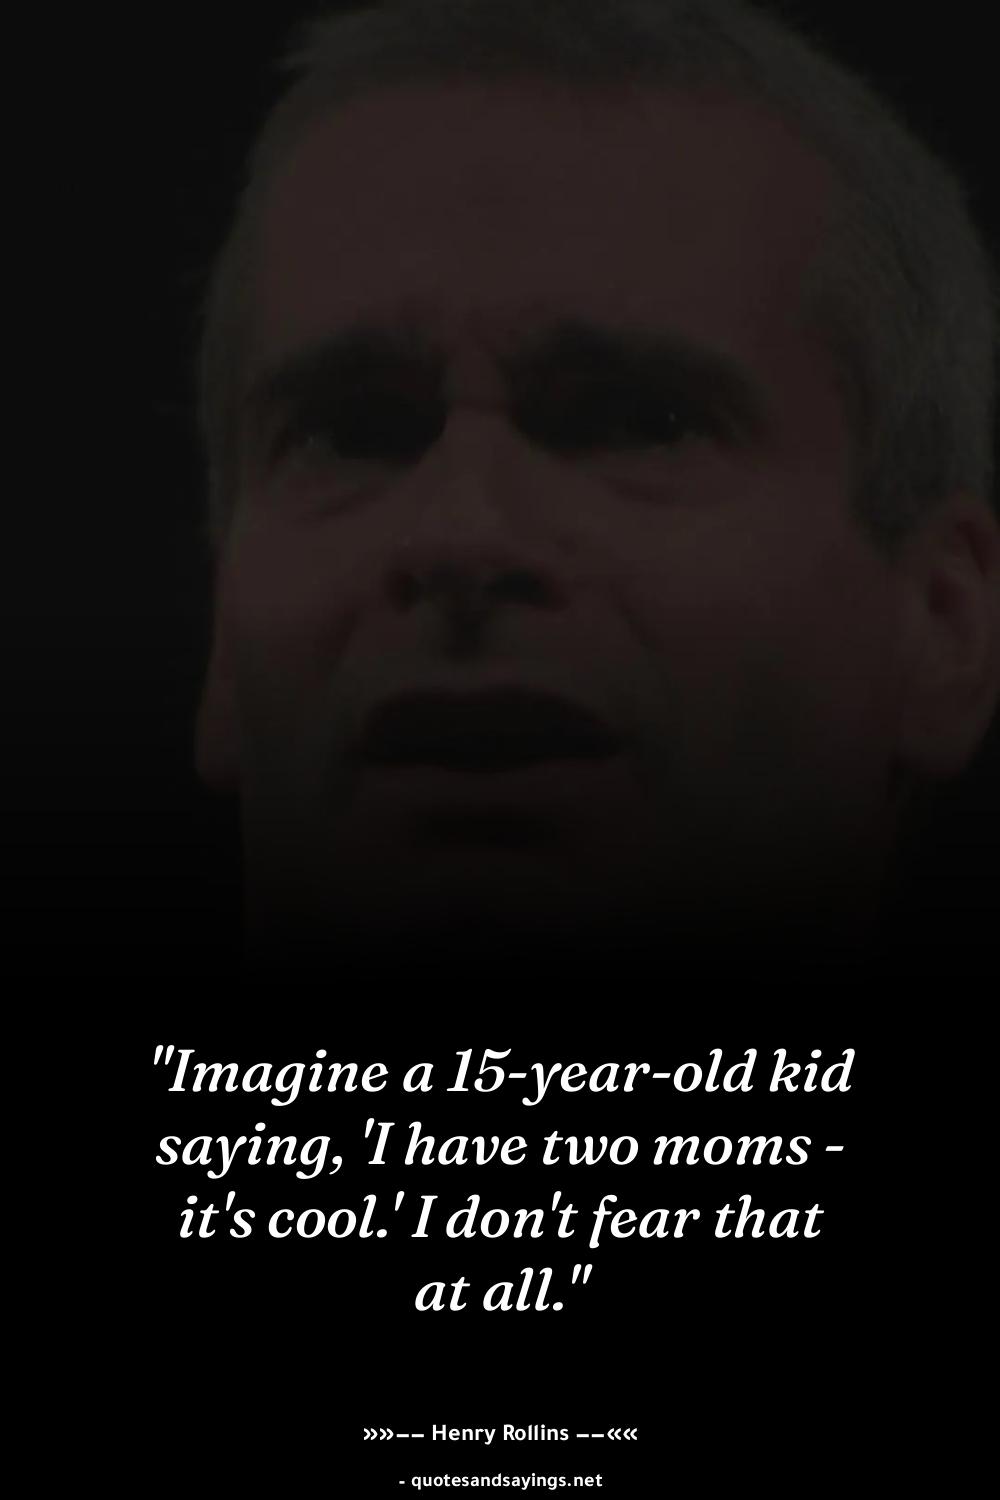 "Imagine a 15-year-old kid
saying, 'I have two moms -
it's cool.' I don't fear that
at all."
»»–– Henry Rollins ––««
- quotesandsayings.net